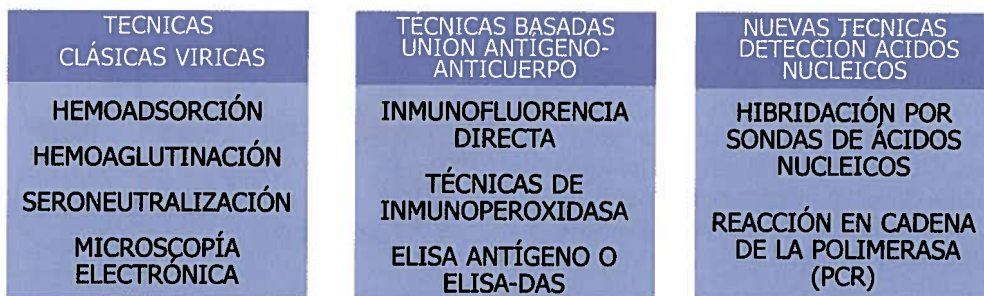 TECNICAS
CLÁSICAS VIRICAS
HEMOADSORCIÓN
HEMOAGLUTINACIÓN
SERONEUTRALIZACIÓN
MICROSCOPÍA
ELECTRÓNICA
TÉCNICAS BASADAS
UNION ANTÍGENO-
ANTICUERPO
INMUNOFLUORENCIA
DIRECTA
TÉCNICAS DE
INMUNOPEROXIDASA
ELISA ANTÍGENO O
ELISA-DAS
NUEVAS TECNICAS
DETECCION ACIDOS
NUCLEICOS
HIBRIDACIÓN POR
SONDAS DE ÁCIDOS
NUCLEICOS
REACCIÓN EN CADENA
DE LA POLIMERASA
(PCR)